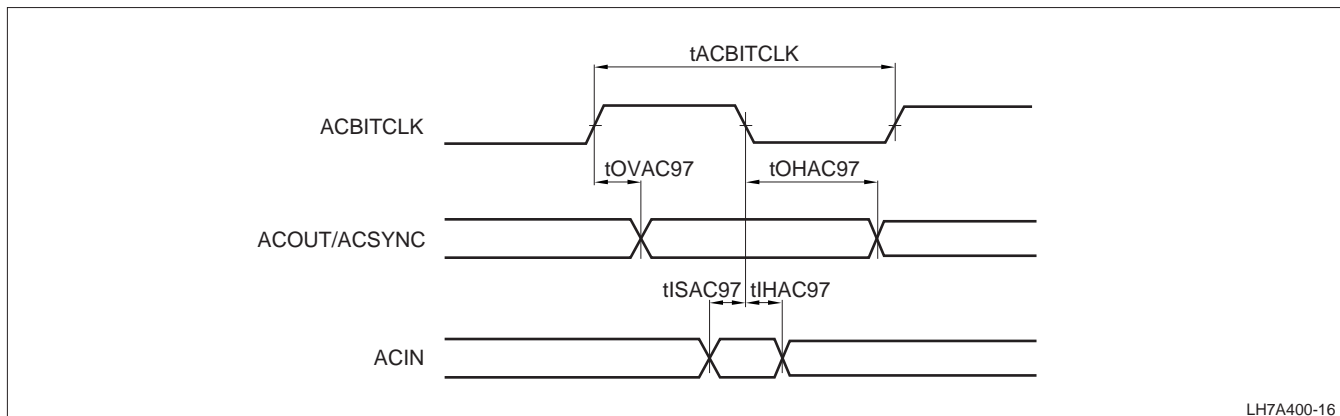 tACBITCLK
ACBITCLK
tOVAC97 tOHAC97
ACOUT/ACSYNC
tISAC97 tIHAC97
ACIN
LH7A400-16